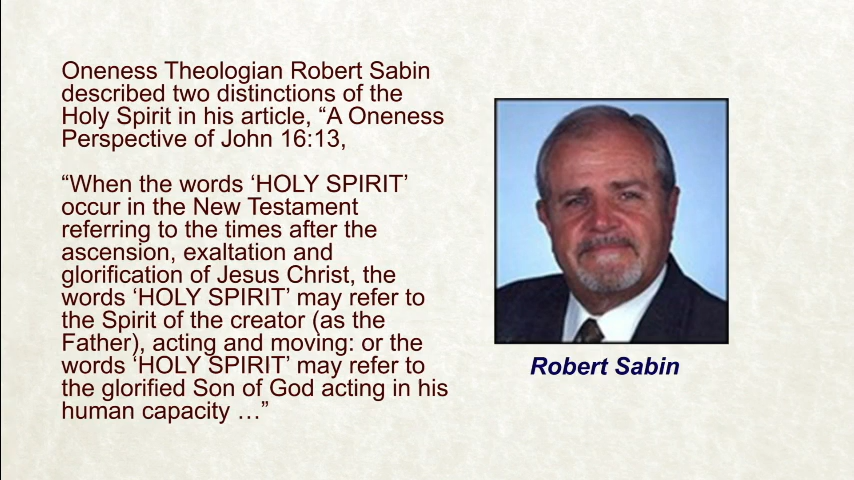 Oneness Theologian Robert Sabin
described two distinctions of the
Holy Spirit in his article, “A Oneness
Perspective of John 16:13,
“When the words ‘HOLY SPIRIT’
occur in the New Testament
referring to the times after the
ascension, exaltation and
glorification of Jesus Christ, the
words ‘HOLY SPIRIT’ may refer to
the Spirit of the creator (as the
Father), acting and moving: or the
words ‘HOLY SPIRIT’ may refer to
the glorified Son of God acting in his
human capacity …”
Robert Sabin